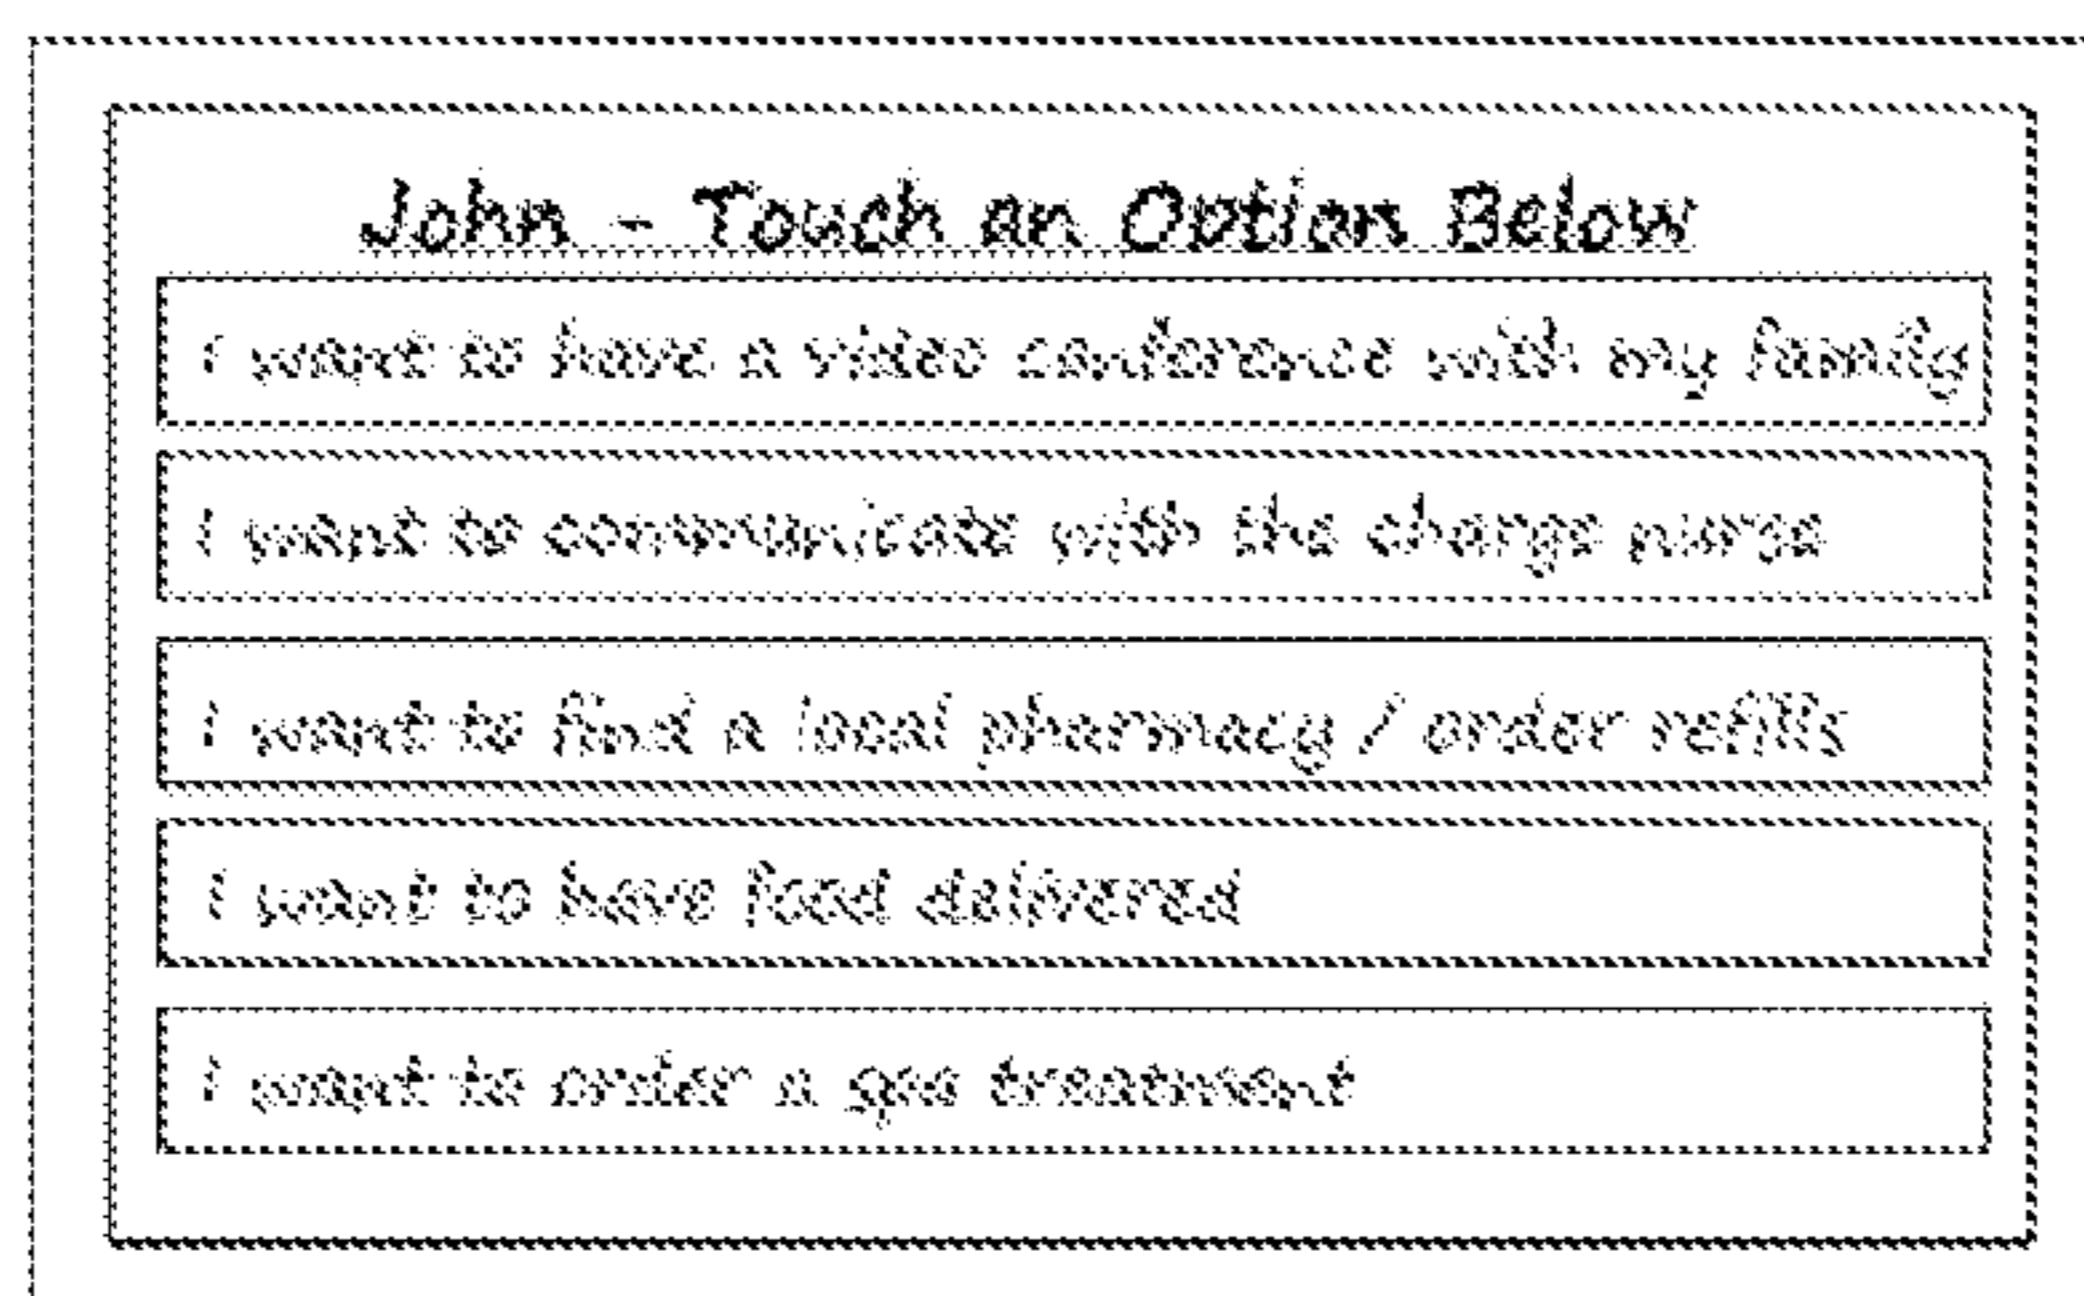 John - Touch an Option Below
I want to have a video conference with my family
I want to communicate with the charge nurse
I want to find a local pharmacy / order refills
I want to have food delivered
I want to order a spa treatment